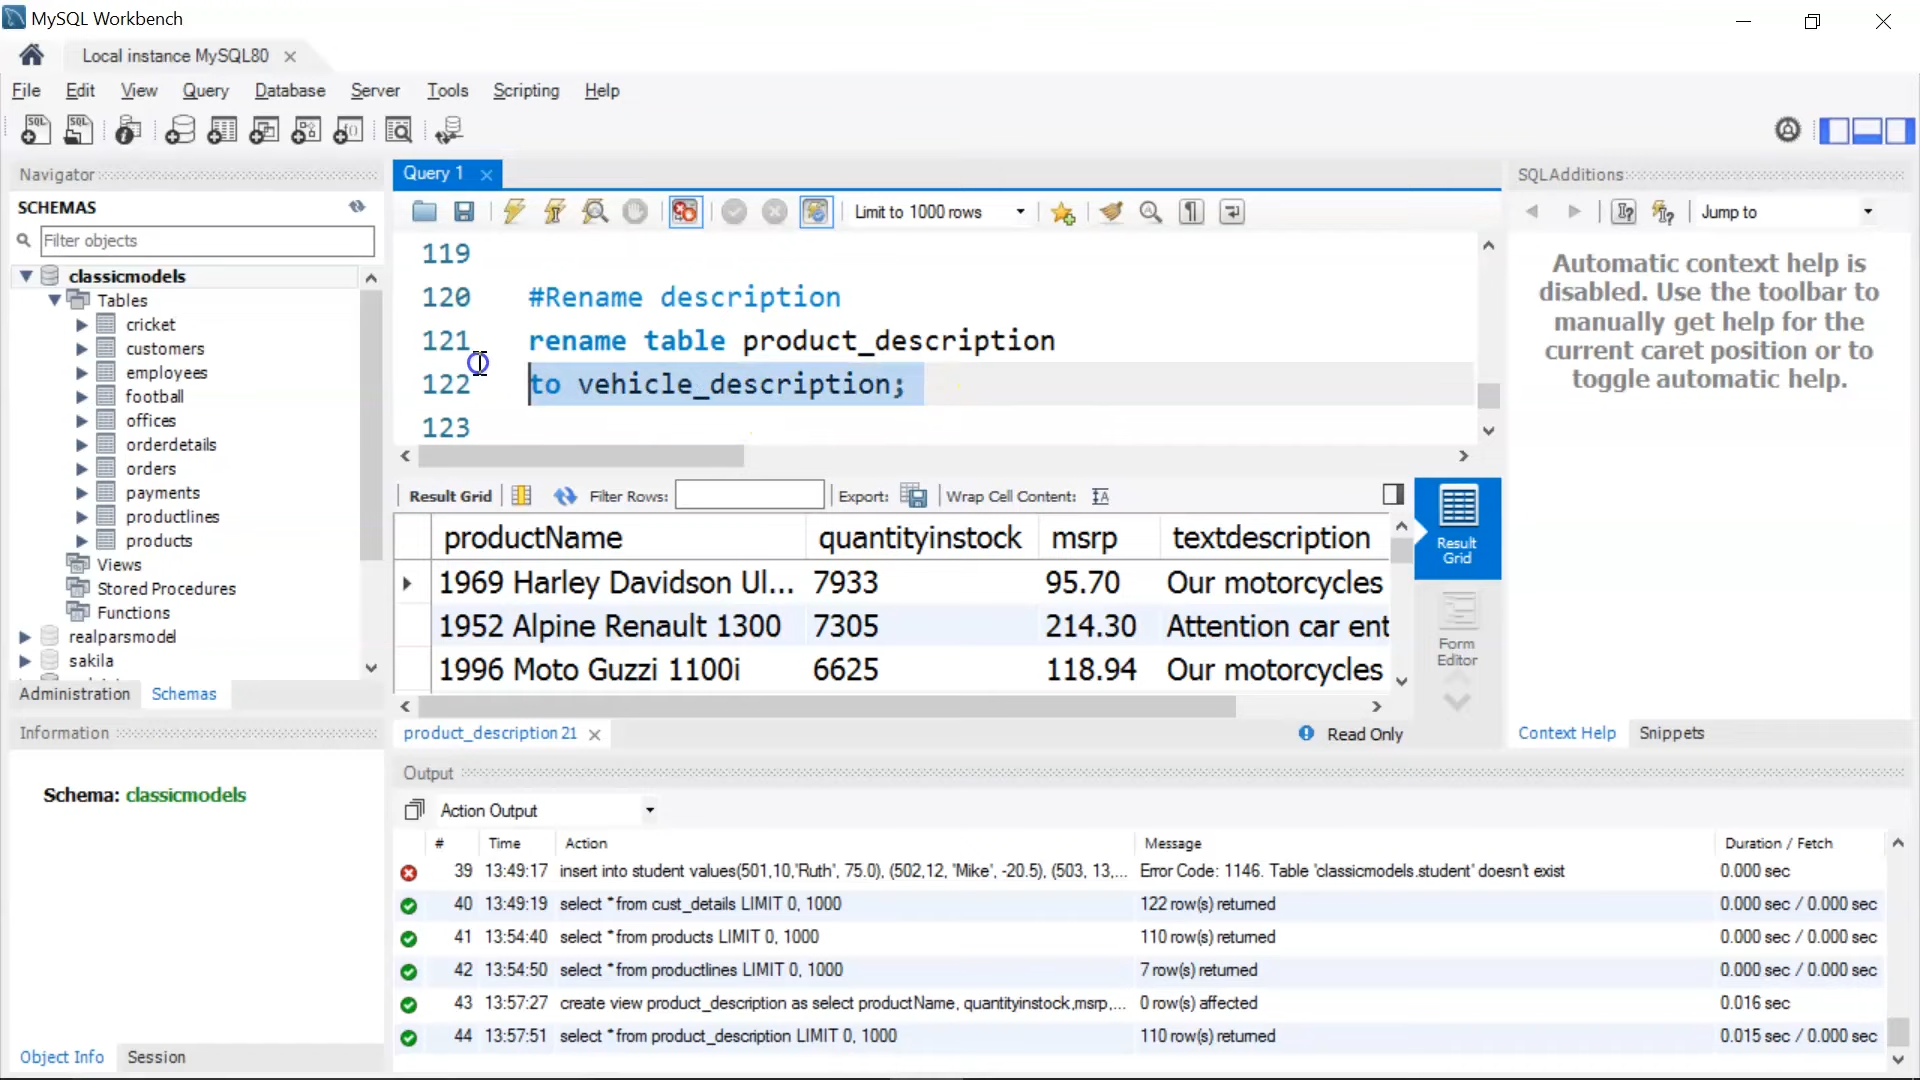 MySQL Workbench
Local instance MySQL80
File Edit View Query Database Server Tools Scripting Help
Navigator
SCHEMAS
Filter objects
classicmodels
Tables
cricket
customers
employees
football
offices
orderdetails
orders
payments
productlines
products
Views
Stored Procedures
Functions
realparsmodel
sakila
Administration Schemas
Information
Schema: classicmodels
Object Info Session
Query 1
Limit to 1000 rows
119
120 #Rename description
121 rename table product_description
122 to vehicle_description;
123
Result Grid Filter Rows: Export: Wrap Cell Content:
productName quantityinstock msrp textdescription
1969 Harley Davidson Ul... 7933 95.70 Our motorcycles
1952 Alpine Renault 1300 7305 214.30 Attention car ent
1996 Moto Guzzi 1100i 6625 118.94 Our motorcycles
Result
Grid
Form
Editor
product_description 21 Read Only
SQLAdditions
Jump to
Automatic context help is
disabled. Use the toolbar to
manually get help for the
current caret position or to
toggle automatic help.
Context Help Snippets
Output
Action Output
# Time Action Message Duration / Fetch
39 13:49:17 insert into student values(501,10,'Ruth', 75.0), (502,12, 'Mike', -20.5), (503, 13,... Error Code: 1146. Table 'classicmodels.student' doesn't exist 0.000 sec
40 13:49:19 select * from cust_details LIMIT 0, 1000 122 row(s) returned 0.000 sec / 0.000 sec
41 13:54:40 select * from products LIMIT 0, 1000 110 row(s) returned 0.000 sec / 0.000 sec
42 13:54:50 select * from productlines LIMIT 0, 1000 7 row(s) returned 0.000 sec / 0.000 sec
43 13:57:27 create view product_description as select productName, quantityinstock,msrp,... 0 row(s) affected 0.016 sec
44 13:57:51 select * from product_description LIMIT 0, 1000 110 row(s) returned 0.015 sec / 0.000 sec